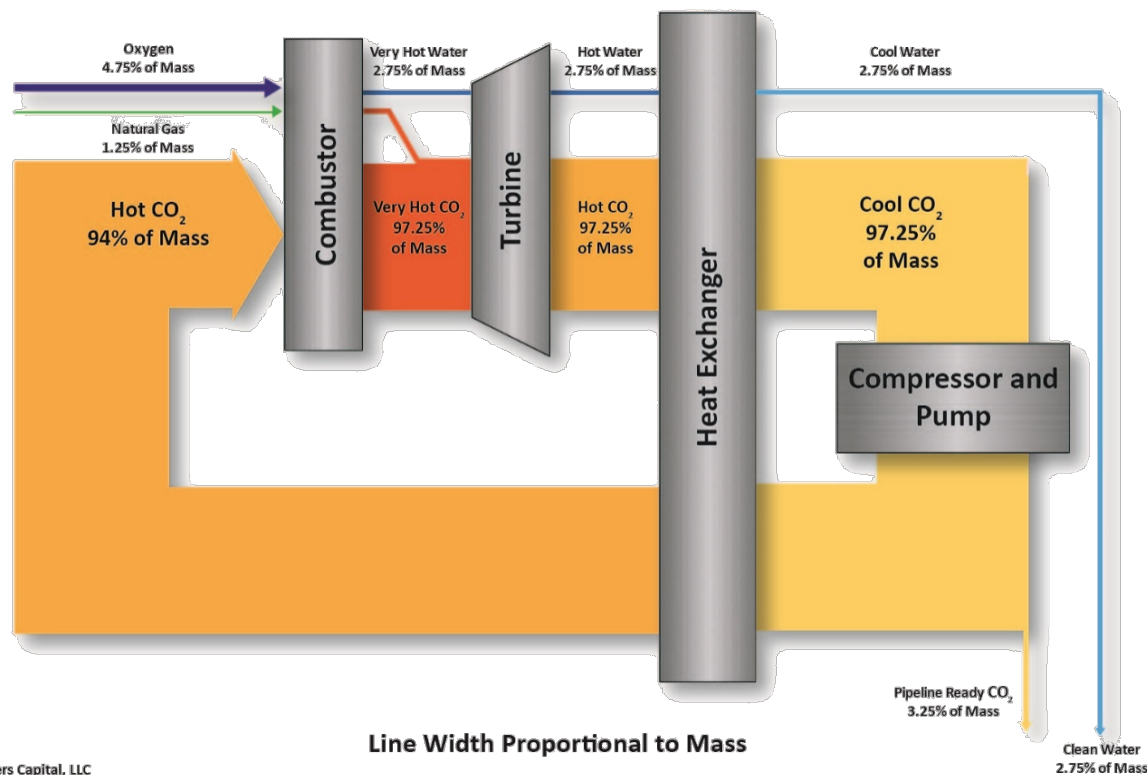 Oxygen
4.75% of Mass
Very Hot Water
2.75% of Mass
Hot Water
2.75% of Mass
Cool Water
2.75% of Mass
Natural Gas
1.25% of Mass
Hot CO₂
94% of Mass
Combustor
Very Hot CO₂
97.25%
of Mass
Turbine
Hot CO₂
97.25%
of Mass
Heat Exchanger
Cool CO₂
97.25%
of Mass
Compressor and
Pump
Pipeline Ready CO₂
3.25% of Mass
Line Width Proportional to Mass
Clean Water
2.75% of Mass
Capital, LLC